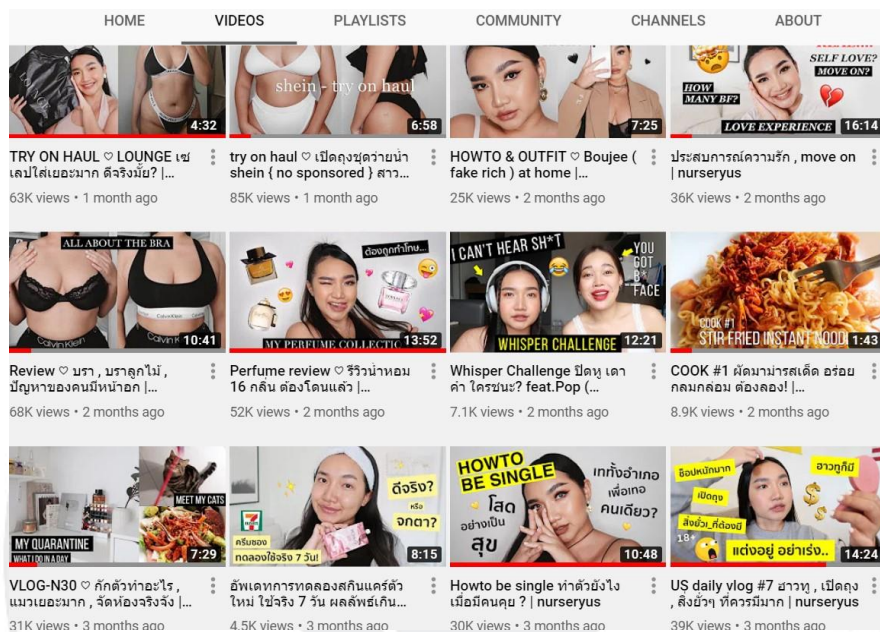 HOME VIDEOS PLAYLISTS COMMUNITY CHANNELS ABOUT
4:32
shein - try on haul
6:58
7:25
SELF LOVE?
MOVE ON?
HOW
MANY BF?
LOVE EXPERIENCE
16:14
TRY ON HAUL ♡ LOUNGE เซ
เลปใส่เยอะมาก ดีจริงมั้ย? |...
63K views • 1 month ago
try on haul ♡ เปิดถุงชุดว่ายน้ำ
shein { no sponsored } สาว...
85K views • 1 month ago
HOWTO & OUTFIT ♡ Boujee (
fake rich ) at home |...
25K views • 2 months ago
ประสบการณ์ความรัก , move on
| nurseryus
36K views • 2 months ago
ALL ABOUT THE BRA
Calvin Klein
Calvin Klein
10:41
ต้องถูกทำโทษ...
MY PERFUME COLLECTIO
13:52
I CAN'T HEAR SH*T
YOU
GOT
B*
FACE
WHISPER CHALLENGE
12:21
COOK #1
STIR FRIED INSTANT NOOD
1:43
Review ♡ บรา , บราลูกไม้ ,
ปัญหาของคนมีหน้าอก |...
68K views • 2 months ago
Perfume review ♡ รีวิวน้ำหอม
16 กลิ่น ต้องโดนแล้ว |...
52K views • 2 months ago
Whisper Challenge ปิดหู เดา
คำ ใครชนะ? feat.Pop (...
7.1K views • 2 months ago
COOK #1 ผัดมาม่ารสเด็ด อร่อย
กลมกล่อม ต้องลอง! |...
8.9K views • 2 months ago
MEET MY CATS
MY QUARANTINE
WHAT I DO IN A DAY
7:29
ดีจริง?
หรือ
จกตา?
ครีมซอง
ทดลองใช้จริง 7 วัน!
8:15
HOWTO
BE SINGLE
โสด
อย่างเป็น
สุข
เททั้งอำเภอ
เพื่อเธอ
คนเดียว?
10:48
ช็อปหนักมาก
ฮาวทูก็มี
เปิดถุง
สิ่งยั่วๆ ที่ต้องมี
18+
แต่งอยู่ อย่าเร่ง..
14:24
VLOG-N30 ♡ กักตัวทำอะไร ,
แมวเยอะมาก , จัดห้องจริงจัง |...
31K views • 3 months ago
อัพเดทการทดลองสกินแคร์ตัว
ใหม่ ใช้จริง 7 วัน ผลลัพธ์เกิน...
4.5K views • 3 months ago
Howto be single ทำตัวยังไง
เมื่อมีคนคุย ? | nurseryus
30K views • 3 months ago
US daily vlog #7 ฮาวทู , เปิดถุง
, สิ่งยั่วๆ ที่ควรมีมาก | nurseryus
39K views • 3 months ago